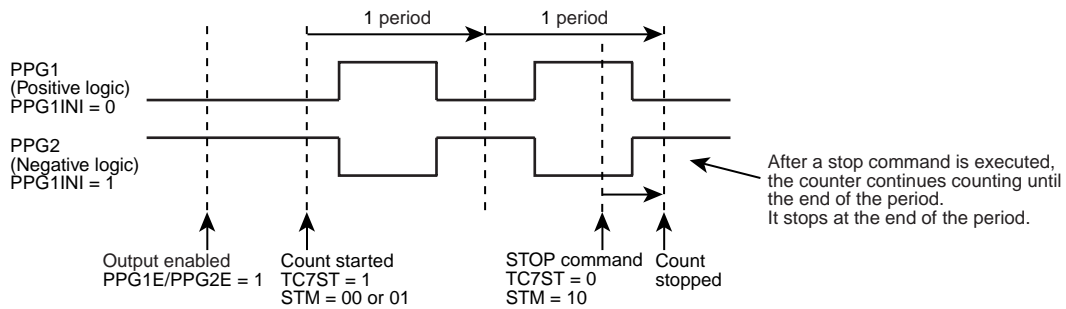 1 period
1 period
PPG1
(Positive logic)
PPG1INI = 0
PPG2
(Negative logic)
PPG1INI = 1
After a stop command is executed,
the counter continues counting until
the end of the period.
It stops at the end of the period.
Output enabled
PPG1E/PPG2E = 1
Count started
TC7ST = 1
STM = 00 or 01
STOP command
TC7ST = 0
STM = 10
Count
stopped